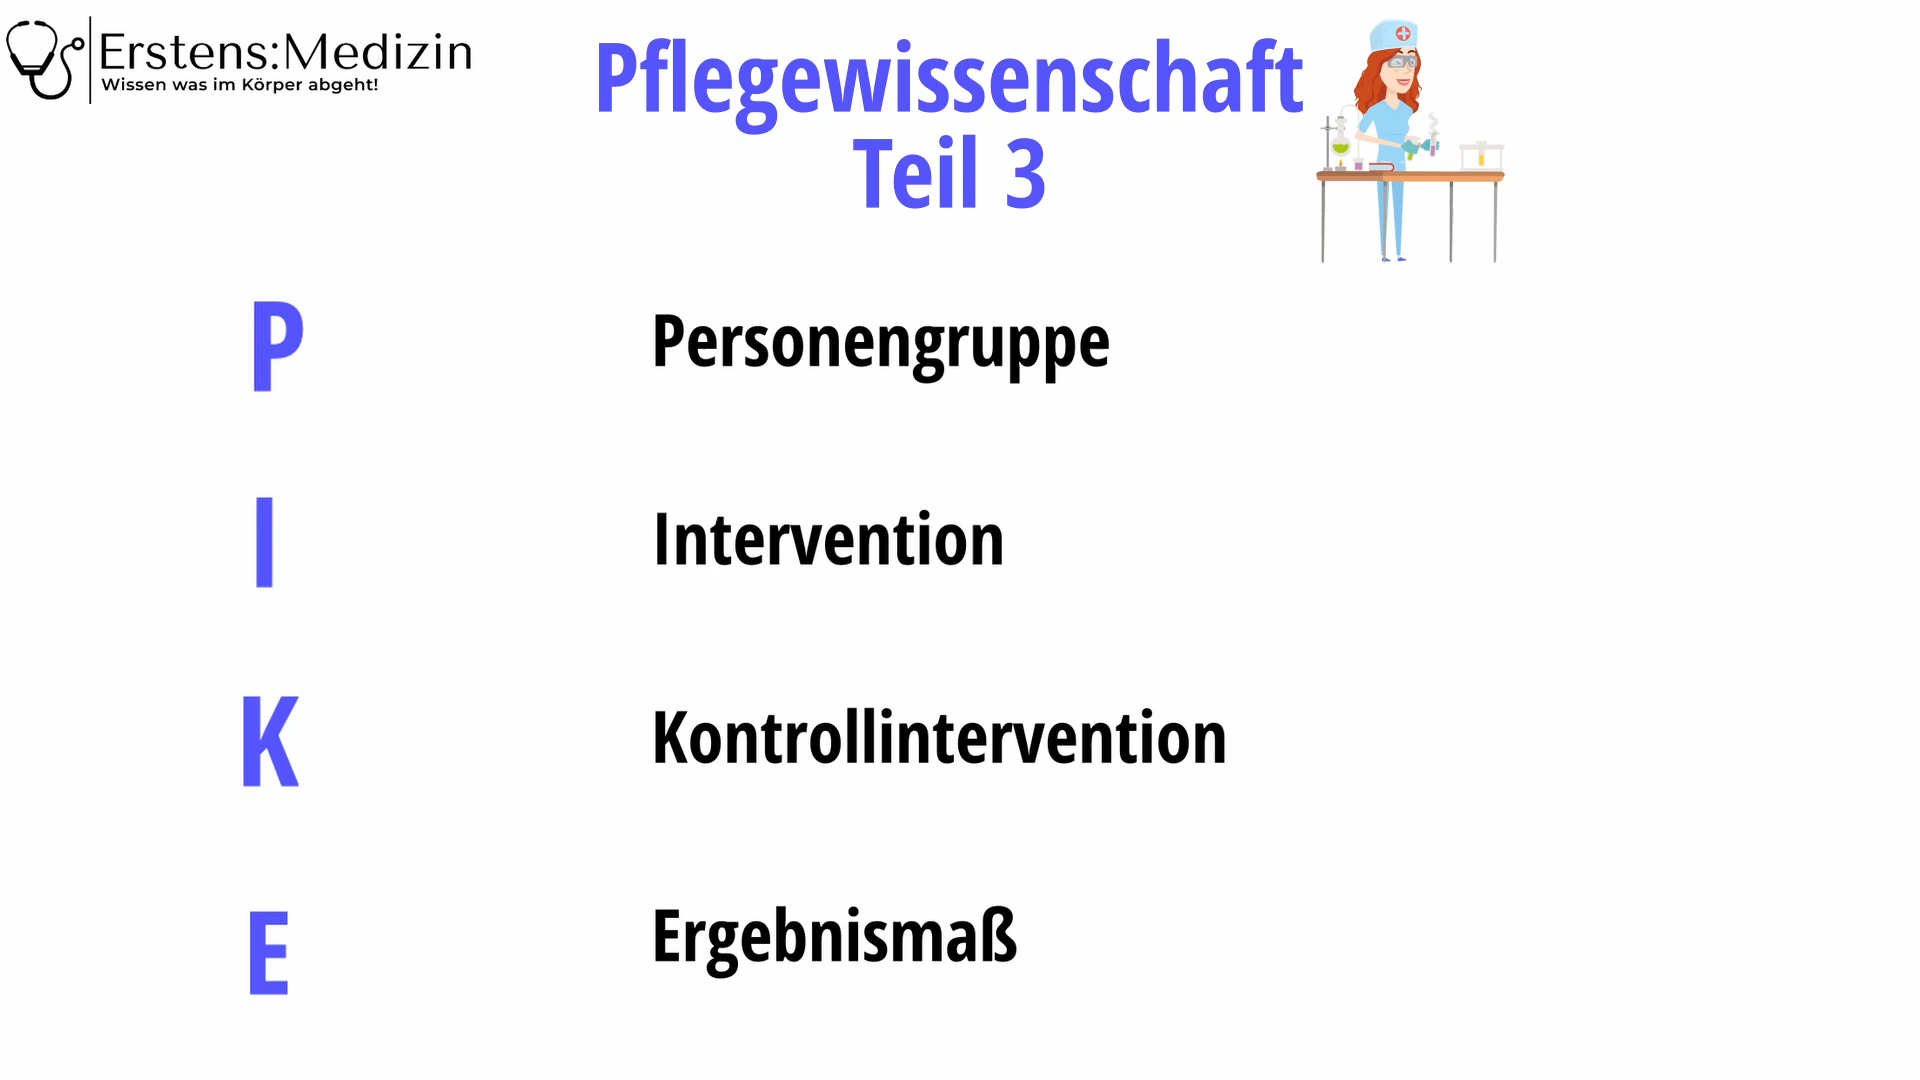 Erstens:Medizin
Wissen was im Körper abgeht!
Pflegewissenschaft
Teil 3
P Personengruppe
I Intervention
K Kontrollintervention
E Ergebnismaß